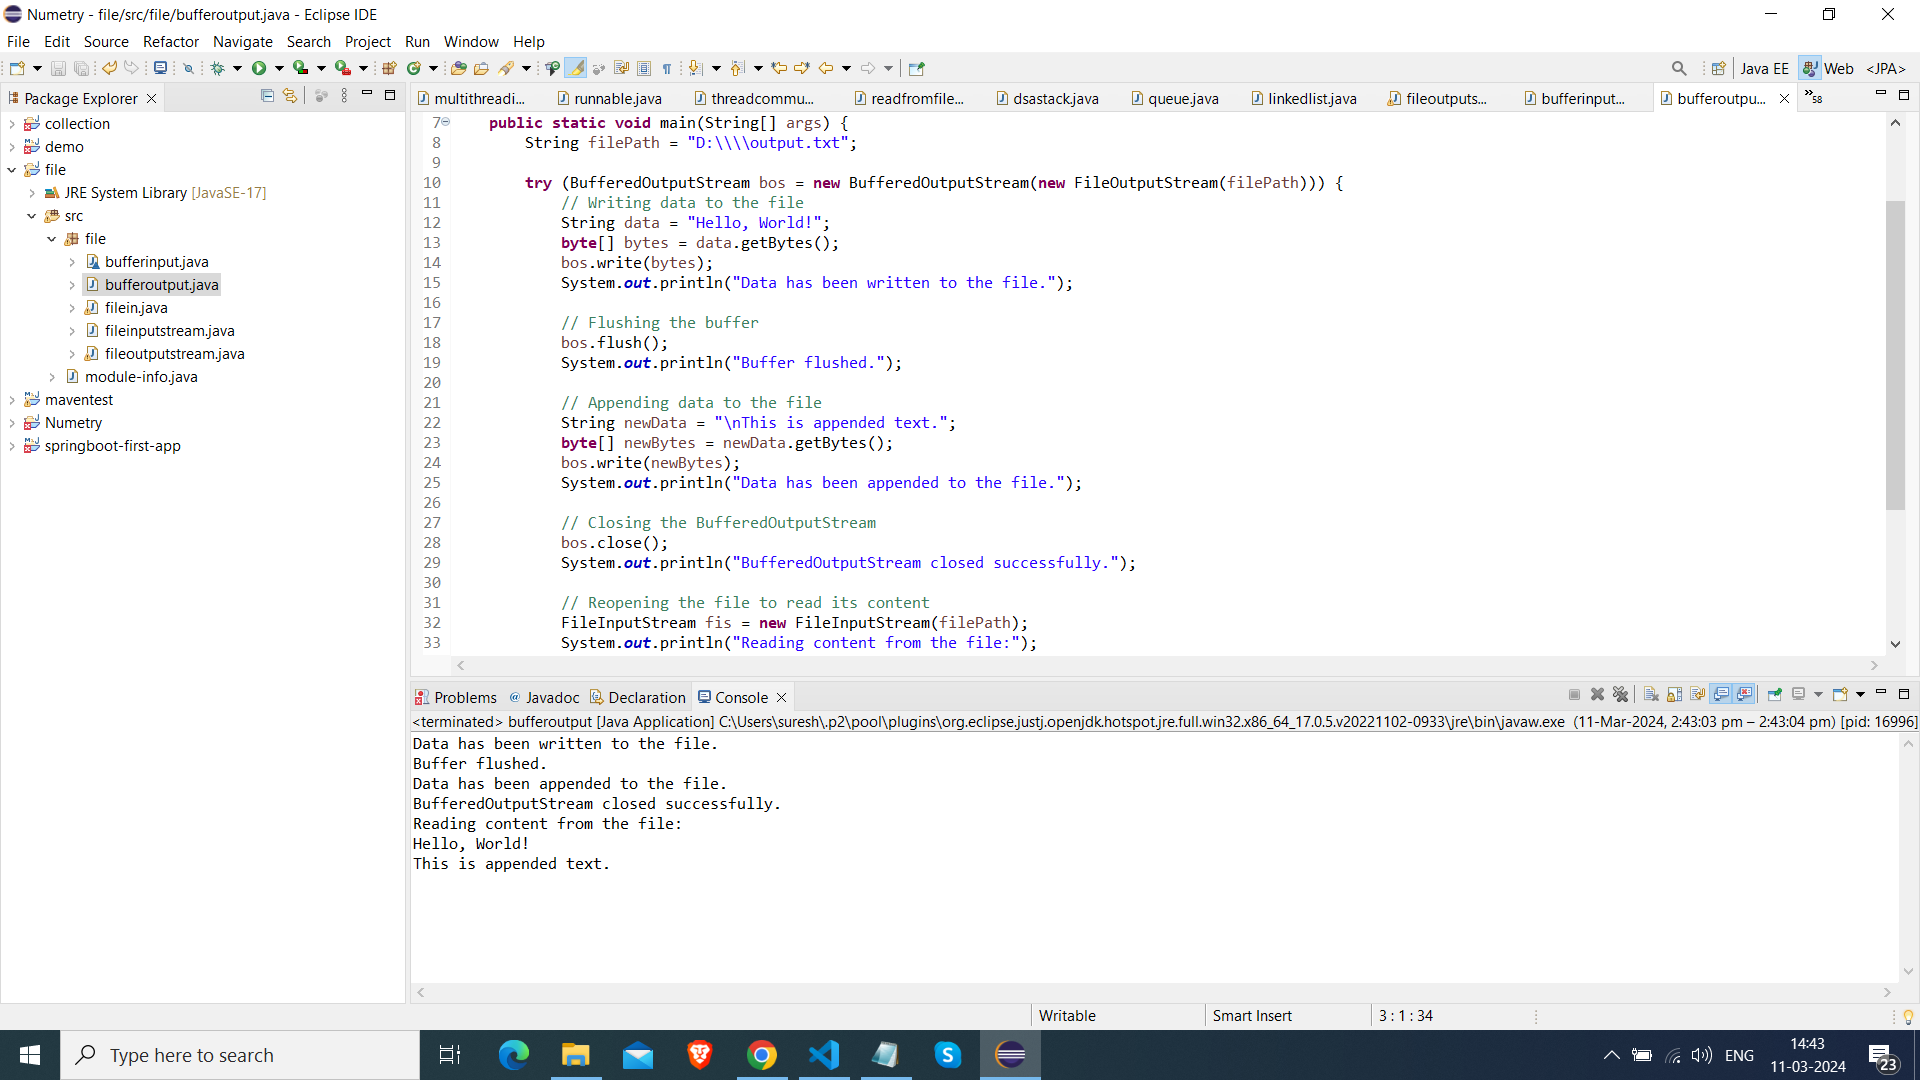 Numetry - file/src/file/bufferoutput.java - Eclipse IDE
File Edit Source Refactor Navigate Search Project Run Window Help
Java EE Web <JPA>
Package Explorer
multithreadi... runnable.java threadcommu... readfromfile... dsastack.java queue.java linkedlist.java fileoutputs... bufferinput... bufferoutpu... »58
collection
demo
file
JRE System Library [JavaSE-17]
src
file
bufferinput.java
bufferoutput.java
filein.java
fileinputstream.java
fileoutputstream.java
module-info.java
maventest
Numetry
springboot-first-app
7 public static void main(String[] args) {
8 String filePath = "D:\\\\output.txt";
9
10 try (BufferedOutputStream bos = new BufferedOutputStream(new FileOutputStream(filePath))) {
11 // Writing data to the file
12 String data = "Hello, World!";
13 byte[] bytes = data.getBytes();
14 bos.write(bytes);
15 System.out.println("Data has been written to the file.");
16
17 // Flushing the buffer
18 bos.flush();
19 System.out.println("Buffer flushed.");
20
21 // Appending data to the file
22 String newData = "\nThis is appended text.";
23 byte[] newBytes = newData.getBytes();
24 bos.write(newBytes);
25 System.out.println("Data has been appended to the file.");
26
27 // Closing the BufferedOutputStream
28 bos.close();
29 System.out.println("BufferedOutputStream closed successfully.");
30
31 // Reopening the file to read its content
32 FileInputStream fis = new FileInputStream(filePath);
33 System.out.println("Reading content from the file:");
Problems @ Javadoc Declaration Console
<terminated> bufferoutput [Java Application] C:\Users\suresh\.p2\pool\plugins\org.eclipse.justj.openjdk.hotspot.jre.full.win32.x86_64_17.0.5.v20221102-0933\jre\bin\javaw.exe (11-Mar-2024, 2:43:03 pm – 2:43:04 pm) [pid: 16996]
Data has been written to the file.
Buffer flushed.
Data has been appended to the file.
BufferedOutputStream closed successfully.
Reading content from the file:
Hello, World!
This is appended text.
Writable Smart Insert 3 : 1 : 34
Type here to search
ENG
14:43
11-03-2024
23